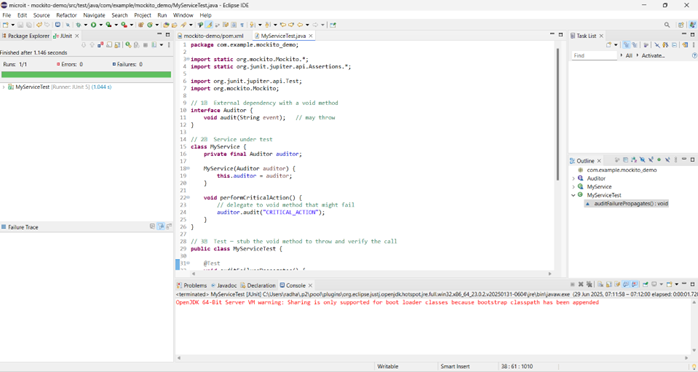 microit - mockito-demo/src/test/java/com/example/mockito_demo/MyServiceTest.java - Eclipse IDE
File Edit Source Refactor Navigate Search Project Run Window Help
Package Explorer JUnit
Finished after 1.146 seconds
Runs: 1/1 Errors: 0 Failures: 0
MyServiceTest [Runner: JUnit 5] (1.044 s)
Failure Trace
mockito-demo/pom.xml MyServiceTest.java
1 package com.example.mockito_demo;
2
3 import static org.mockito.Mockito.*;
4 import static org.junit.jupiter.api.Assertions.*;
5
6 import org.junit.jupiter.api.Test;
7 import org.mockito.Mockito;
8
9 // External dependency with a void method
10 interface Auditor {
11 void audit(String event); // may throw
12 }
13
14 // Service under test
15 class MyService {
16 private final Auditor auditor;
17
18 MyService(Auditor auditor) {
19 this.auditor = auditor;
20 }
21
22 void performCriticalAction() {
23 // delegate to void method that might fail
24 auditor.audit("CRITICAL_ACTION");
25 }
26 }
27
28 // Test – stub the void method to throw and verify the call
29 public class MyServiceTest {
30
31 @Test
void auditFailurePropagates() {
Task List
Find All Activate...
Outline
com.example.mockito_demo
Auditor
MyService
MyServiceTest
auditFailurePropagates() : void
Problems Javadoc Declaration Console
<terminated> MyServiceTest [JUnit] C:\Users\radha\.p2\pool\plugins\org.eclipse.justj.openjdk.hotspot.jre.full.win32.x86_64_23.0.2.v20250131-0604\jre\bin\javaw.exe (29 Jun 2025, 07:11:58 – 07:12:00 elapsed: 0:00:01.720
OpenJDK 64-Bit Server VM warning: Sharing is only supported for boot loader classes because bootstrap classpath has been appended
Writable Smart Insert 38 : 61 : 1010